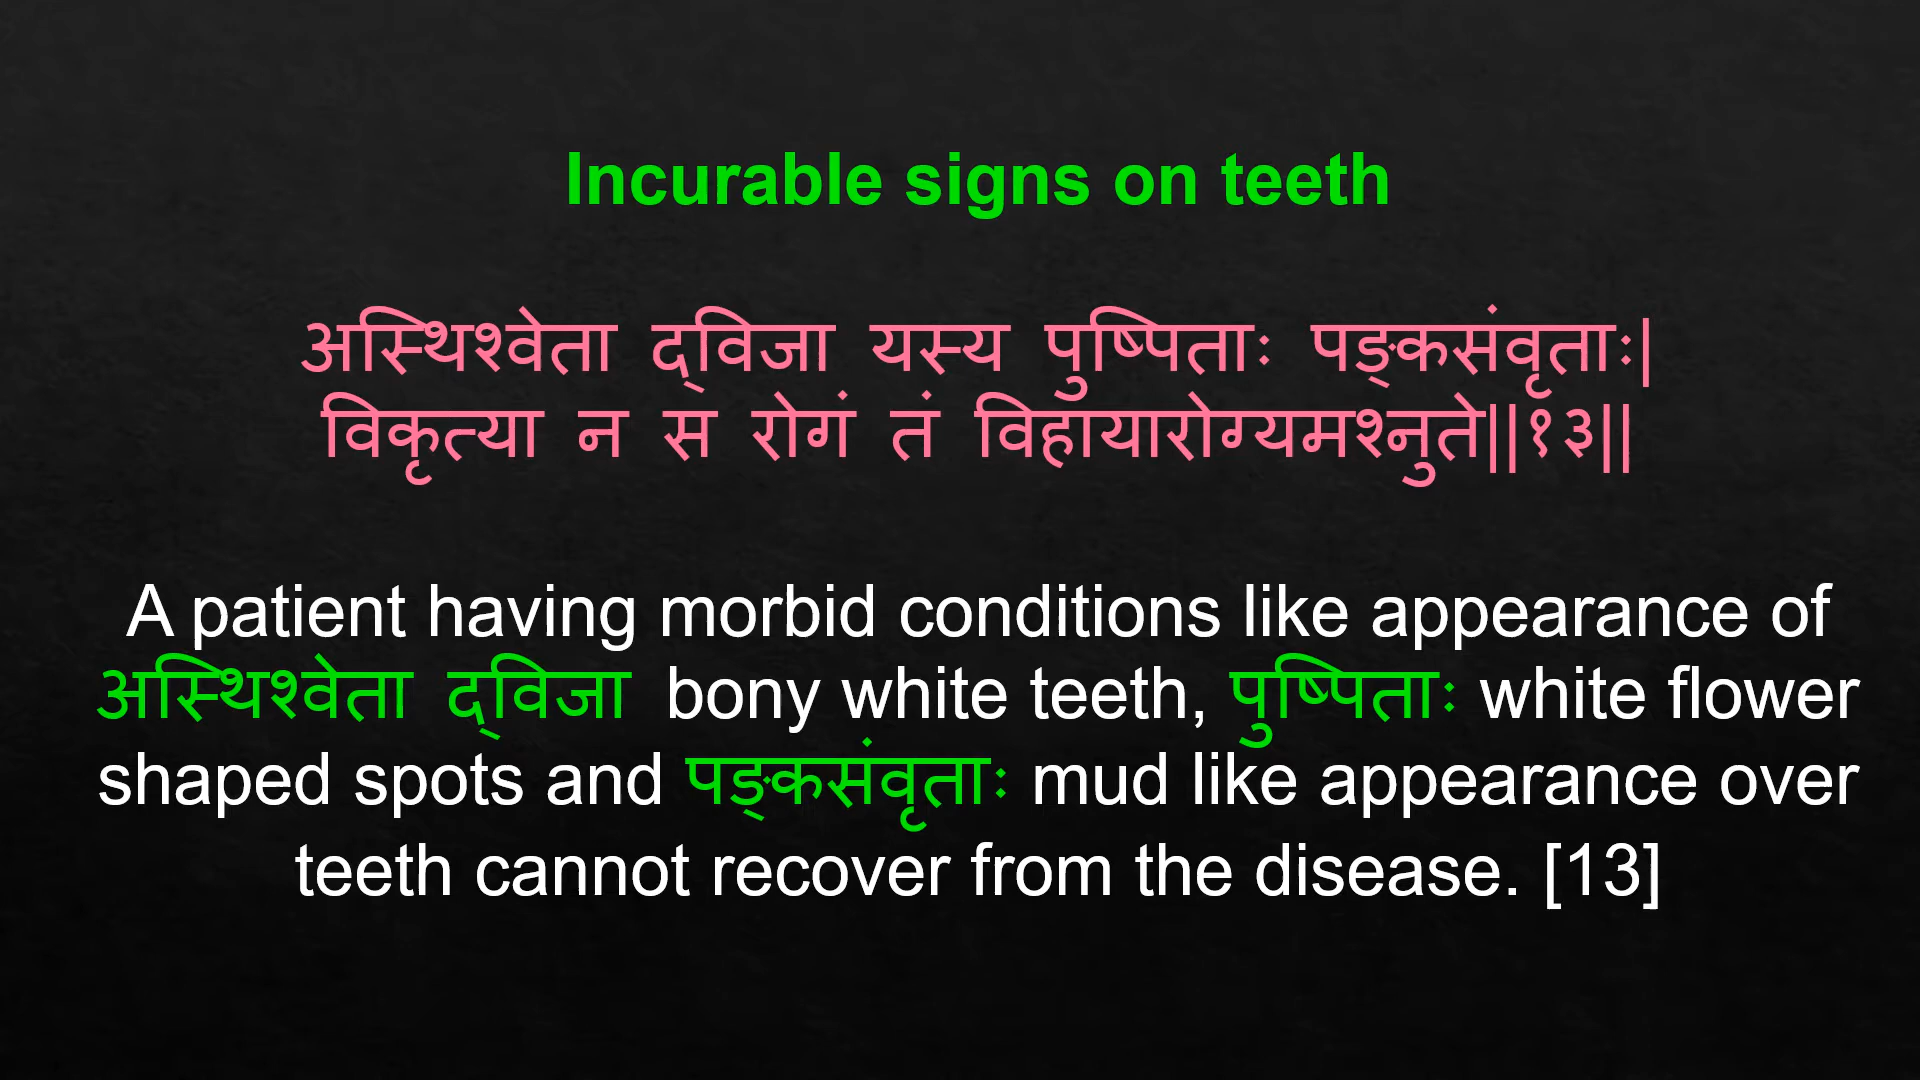 Incurable signs on teeth
अस्थिश्वेता द्विजा यस्य पुष्पिताः पङ्कसंवृताः|
विकृत्या न स रोगं तं विहायारोग्यमश्नुते||१३||
A patient having morbid conditions like appearance of
अस्थिश्वेता द्विजा bony white teeth, पुष्पिताः white flower
shaped spots and पङ्कसंवृताः mud like appearance over
teeth cannot recover from the disease. [13]